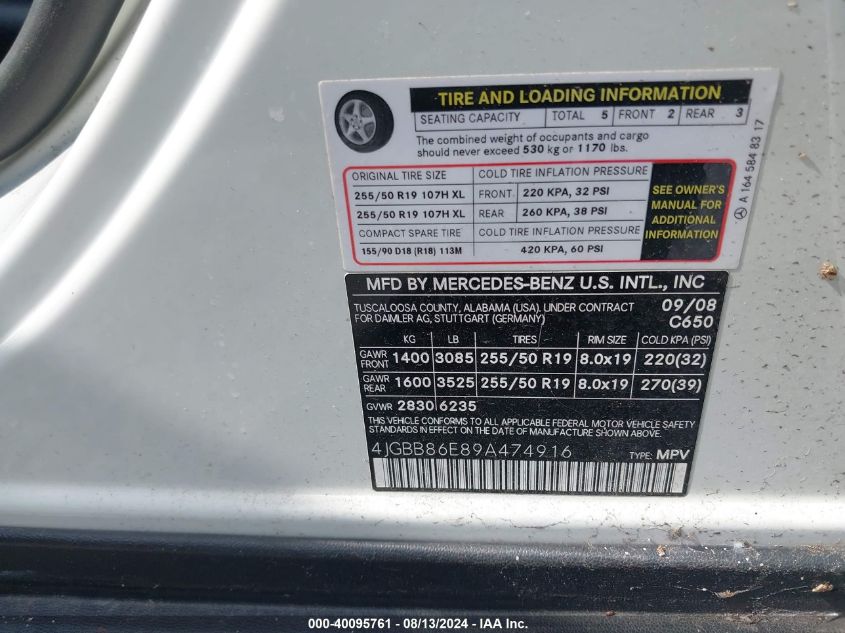 TIRE AND LOADING INFORMATION
SEATING CAPACITY TOTAL 5 FRONT 2 REAR 3
The combined weight of occupants and cargo
should never exceed 530 kg or 1170 lbs.
ORIGINAL TIRE SIZE COLD TIRE INFLATION PRESSURE
255/50 R19 107H XL FRONT 220 KPA, 32 PSI
255/50 R19 107H XL REAR 260 KPA, 38 PSI
COMPACT SPARE TIRE COLD TIRE INFLATION PRESSURE
155/90 D18 (R18) 113M 420 KPA, 60 PSI
SEE OWNER'S
MANUAL FOR
ADDITIONAL
INFORMATION
A 164 584 83 17
MFD BY MERCEDES-BENZ U.S. INTL., INC
TUSCALOOSA COUNTY, ALABAMA (USA). UNDER CONTRACT 09/08
FOR DAIMLER AG, STUTTGART (GERMANY) C650
KG LB TIRES RIM SIZE COLD KPA (PSI)
GAWR FRONT 1400 3085 255/50 R19 8.0x19 220(32)
GAWR REAR 1600 3525 255/50 R19 8.0x19 270(39)
GVWR 2830 6235
THIS VEHICLE CONFORMS TO ALL APPLICABLE FEDERAL MOTOR VEHICLE SAFETY
STANDARDS IN EFFECT ON THE DATE OF MANUFACTURE SHOWN ABOVE.
4JGBB86E89A474916 TYPE: MPV
000-40095761 - 08/13/2024 - IAA Inc.